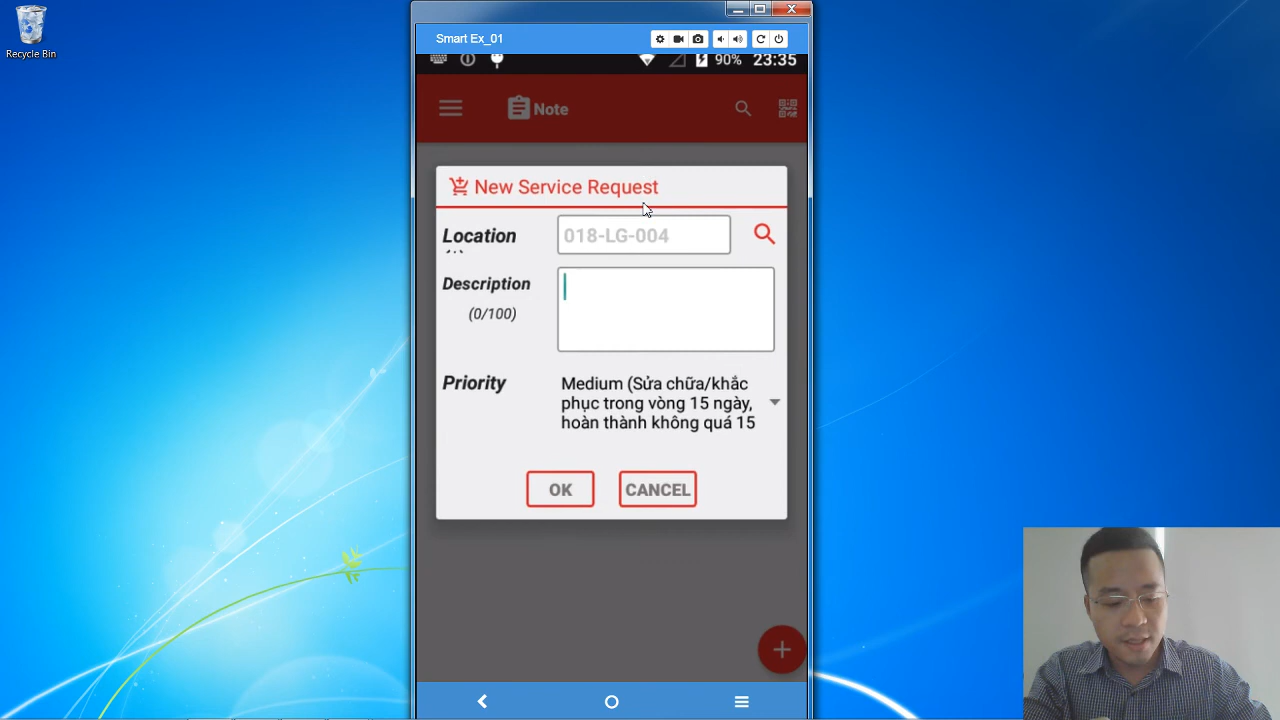 Recycle Bin
Smart Ex_01
90% 23:35
Note
New Service Request
Location
018-LG-004
Description
(0/100)
Priority
Medium (Sửa chữa/khắc
phục trong vòng 15 ngày,
hoàn thành không quá 15
OK
CANCEL